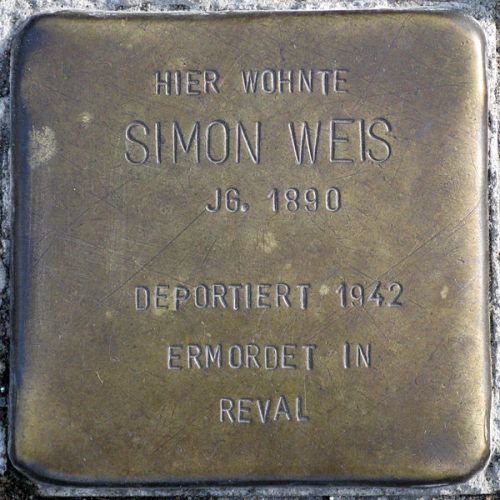 HIER WOHNTE
SIMON WEIS
JG. 1890
DEPORTIERT 1942
ERMORDET IN
REVAL